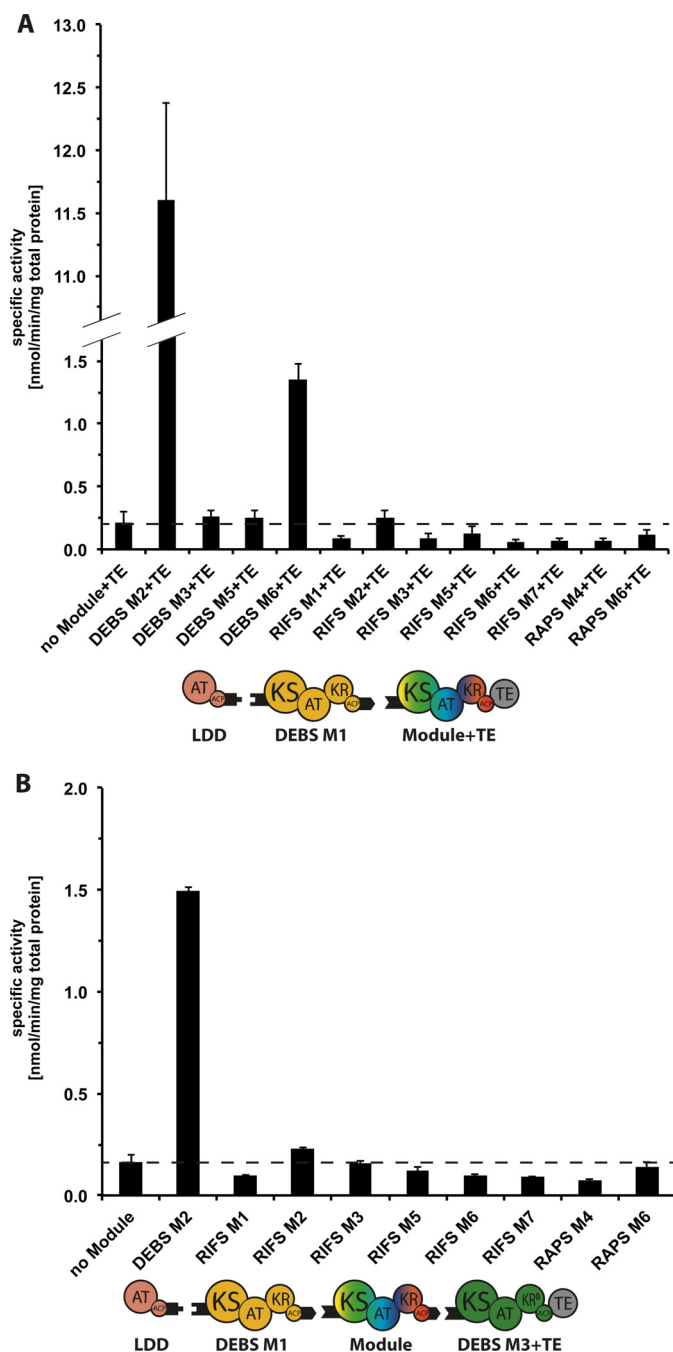 A
13.0
12.5
12.0
11.5
11.0
1.5
1.0
0.5
0.0
specific activity
[nmol/min/mg total protein]
no Module+TE
DEBS M2+TE
DEBS M3+TE
DEBS M5+TE
DEBS M6+TE
RIFS M1+TE
RIFS M2+TE
RIFS M3+TE
RIFS M5+TE
RIFS M6+TE
RIFS M7+TE
RAPS M4+TE
RAPS M6+TE
AT ACP KS AT KR ACP KS AT KR ACP TE
LDD DEBS M1 Module+TE
B
2.0
1.5
1.0
0.5
0.0
specific activity
[nmol/min/mg total protein]
no Module
DEBS M2
RIFS M1
RIFS M2
RIFS M3
RIFS M5
RIFS M6
RIFS M7
RAPS M4
RAPS M6
AT ACP KS AT KR ACP KS AT KR ACP KS AT KR⁰ ACP TE
LDD DEBS M1 Module DEBS M3+TE